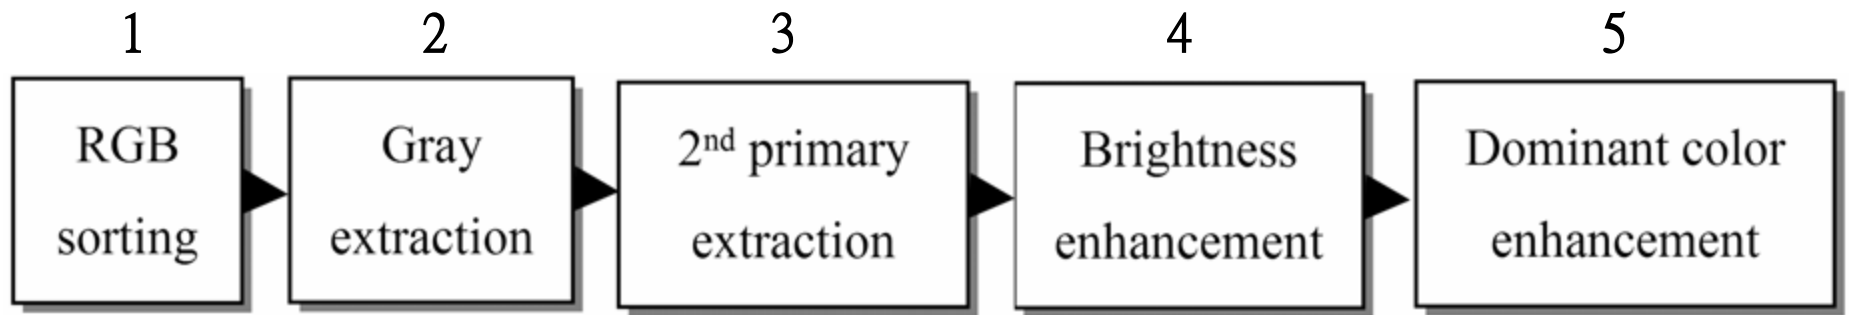 1
2
3
4
5
RGB
sorting
Gray
extraction
2nd primary
extraction
Brightness
enhancement
Dominant color
enhancement